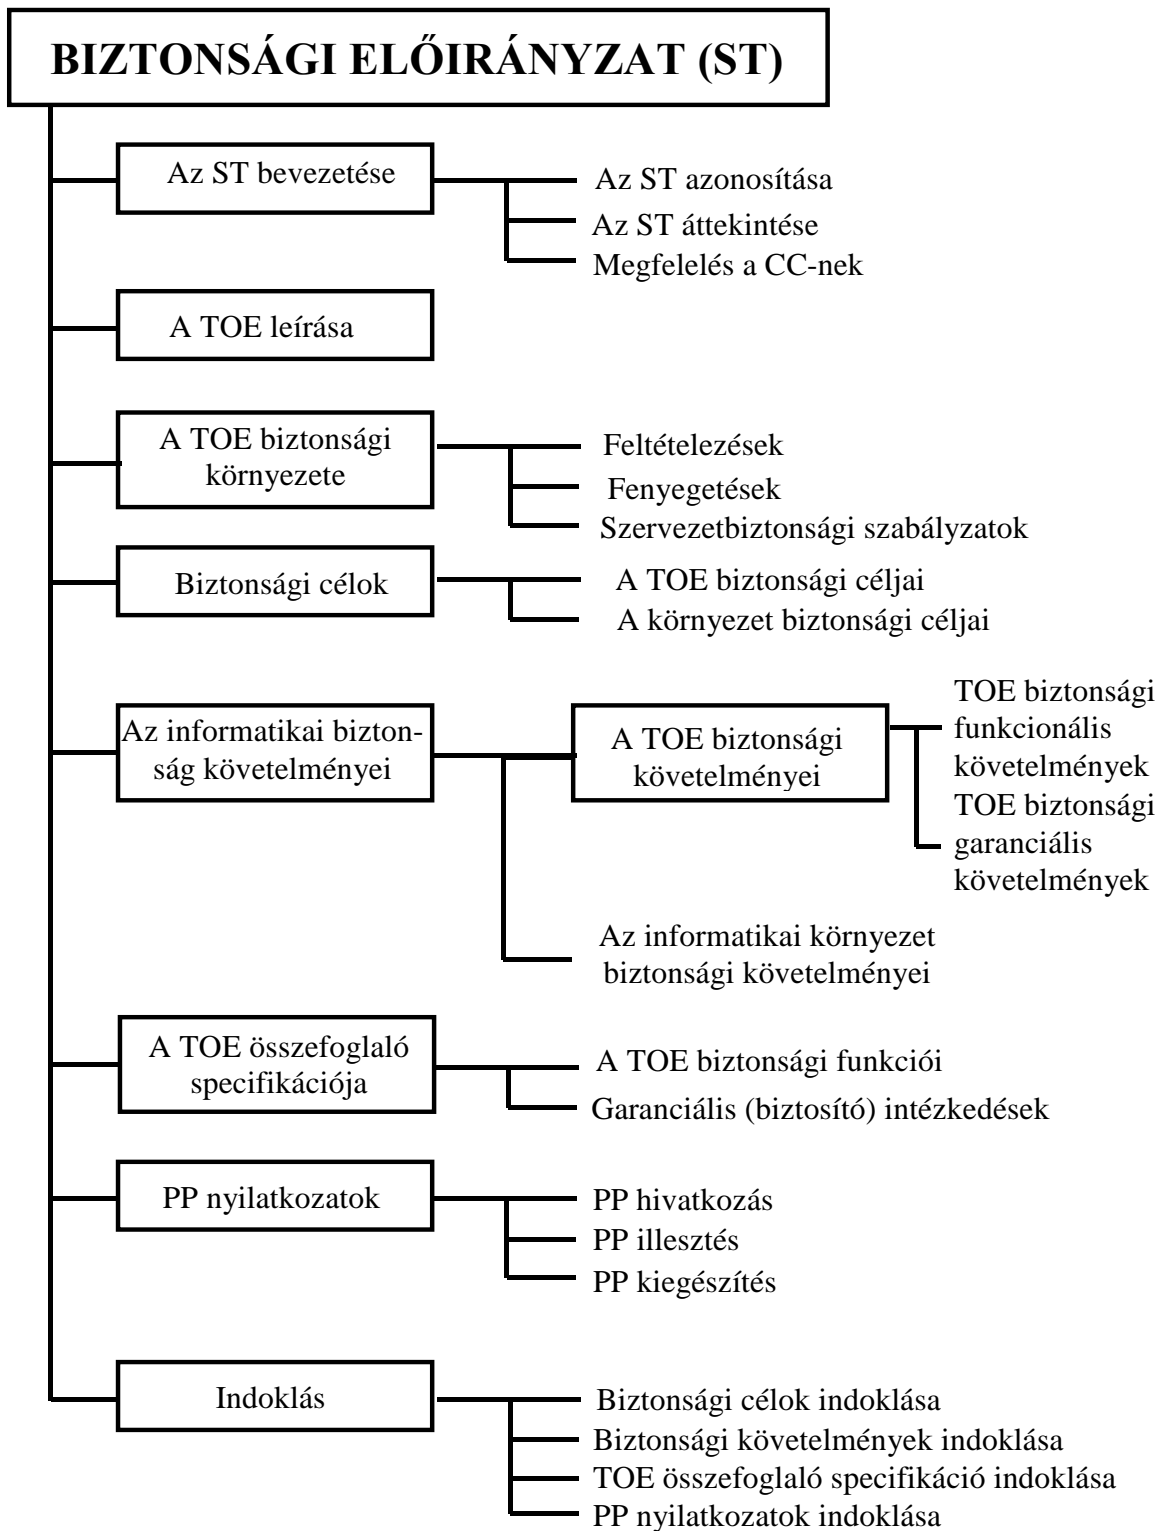 BIZTONSÁGI ELŐIRÁNYZAT (ST)
Az ST bevezetése
Az ST azonosítása
Az ST áttekintése
Megfelelés a CC-nek
A TOE leírása
A TOE biztonsági
környezete
Feltételezések
Fenyegetések
Szervezetbiztonsági szabályzatok
Biztonsági célok
A TOE biztonsági céljai
A környezet biztonsági céljai
Az informatikai bizton-
ság követelményei
A TOE biztonsági
követelményei
TOE biztonsági
funkcionális
követelmények
TOE biztonsági
garanciális
követelmények
Az informatikai környezet
biztonsági követelményei
A TOE összefoglaló
specifikációja
A TOE biztonsági funkciói
Garanciális (biztosító) intézkedések
PP nyilatkozatok
PP hivatkozás
PP illesztés
PP kiegészítés
Indoklás
Biztonsági célok indoklása
Biztonsági követelmények indoklása
TOE összefoglaló specifikáció indoklása
PP nyilatkozatok indoklása